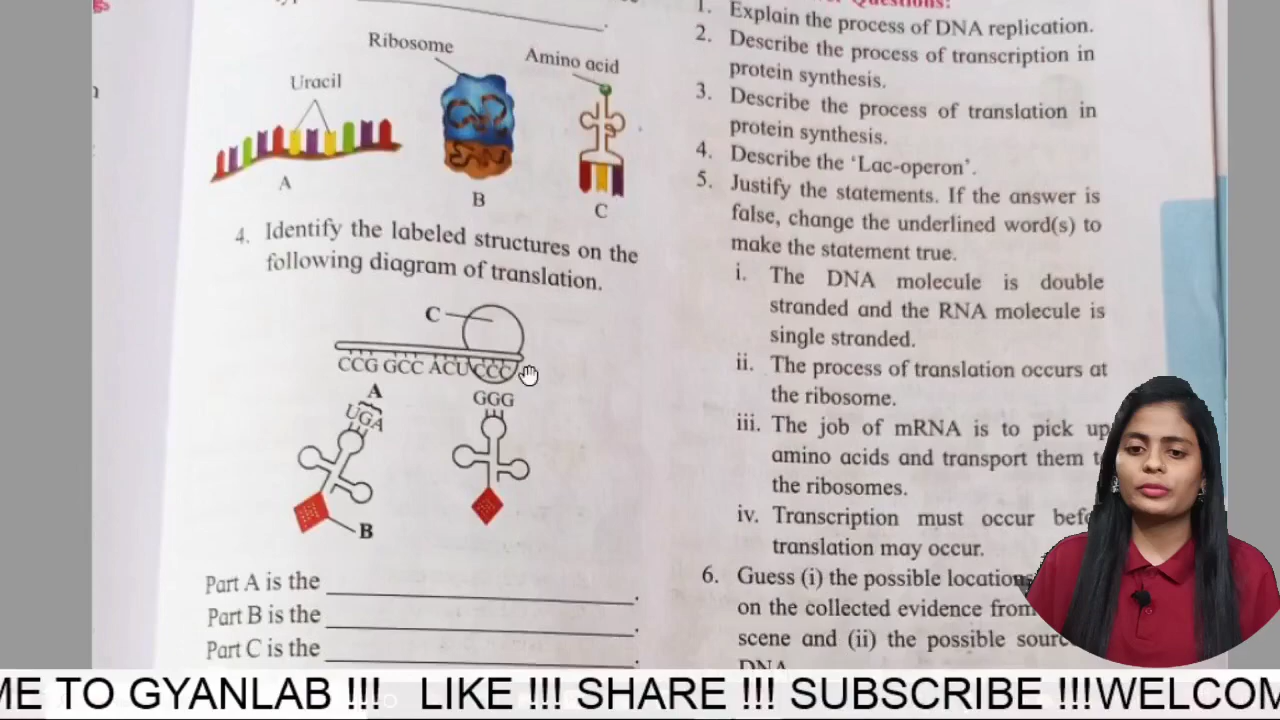 Ribosome
Amino acid
Uracil
A
B
C
4. Identify the labeled structures on the
following diagram of translation.
C
CCG GCC ACU CCC
A
UGA
GGG
B
Part A is the
Part B is the
Part C is the
Questions:
1. Explain the process of DNA replication.
2. Describe the process of transcription in
protein synthesis.
3. Describe the process of translation in
protein synthesis.
4. Describe the ‘Lac-operon’.
5. Justify the statements. If the answer is
false, change the underlined word(s) to
make the statement true.
i. The DNA molecule is double
stranded and the RNA molecule is
single stranded.
ii. The process of translation occurs at
the ribosome.
iii. The job of mRNA is to pick up
amino acids and transport them
the ribosomes.
iv. Transcription must occur
translation may occur.
6. Guess (i) the possible locations
on the collected evidence from
scene and (ii) the possible
DNA
ME TO GYANLAB !!! LIKE !!! SHARE !!! SUBSCRIBE !!!WELCOM